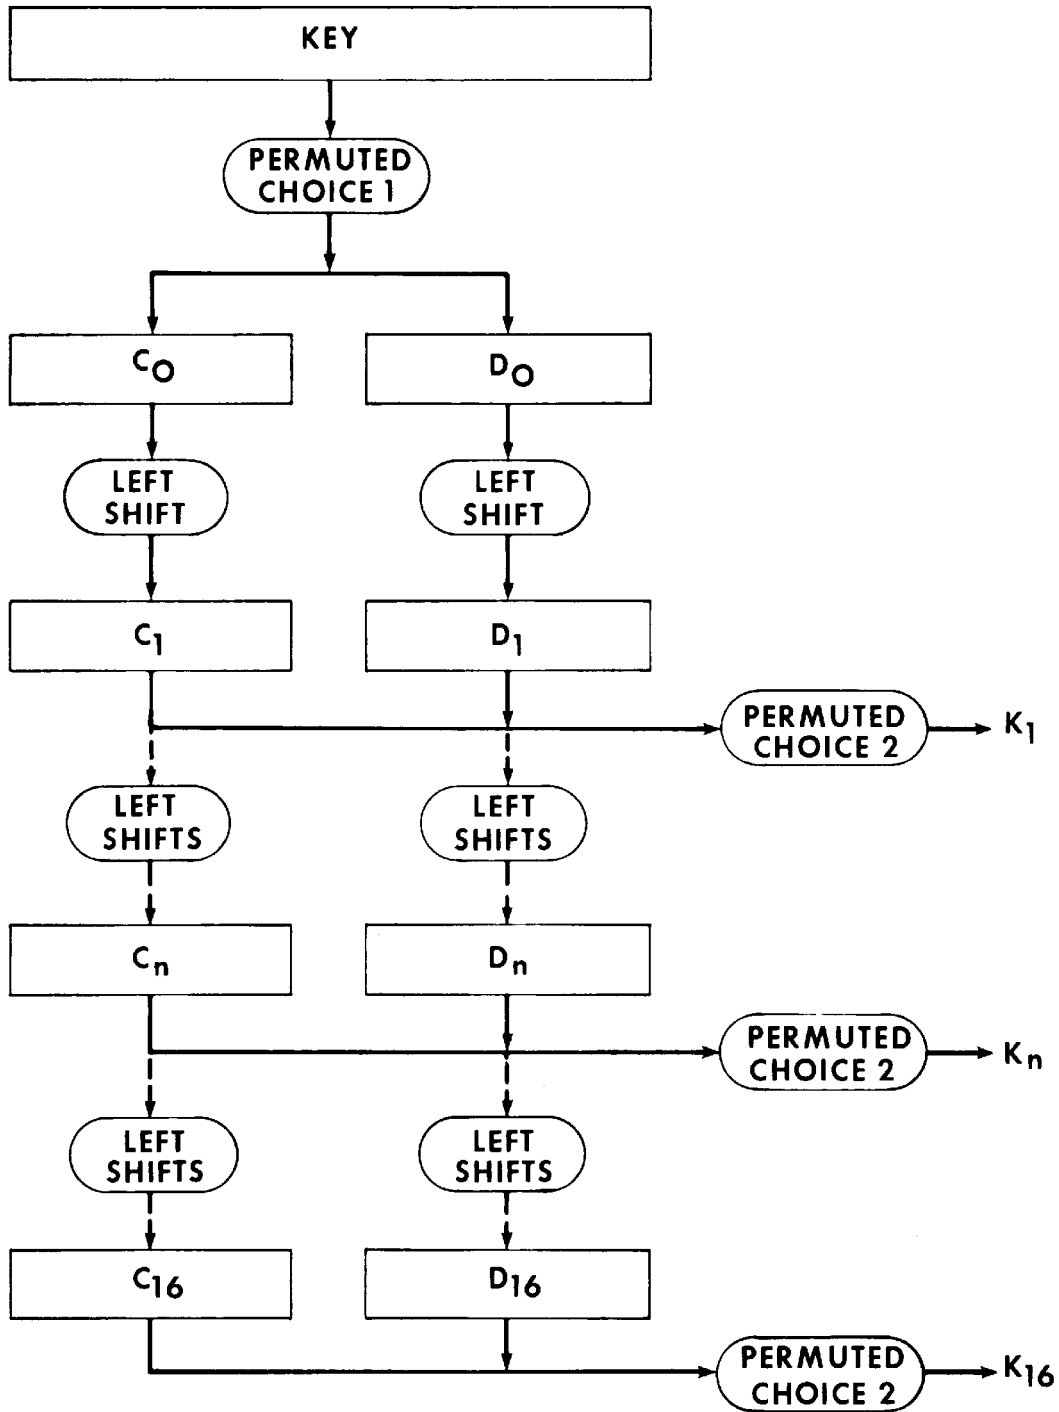 KEY
PERMUTED
CHOICE 1
C0
D0
LEFT
SHIFT
LEFT
SHIFT
C1
D1
PERMUTED
CHOICE 2
K1
LEFT
SHIFTS
LEFT
SHIFTS
Cn
Dn
PERMUTED
CHOICE 2
Kn
LEFT
SHIFTS
LEFT
SHIFTS
C16
D16
PERMUTED
CHOICE 2
K16